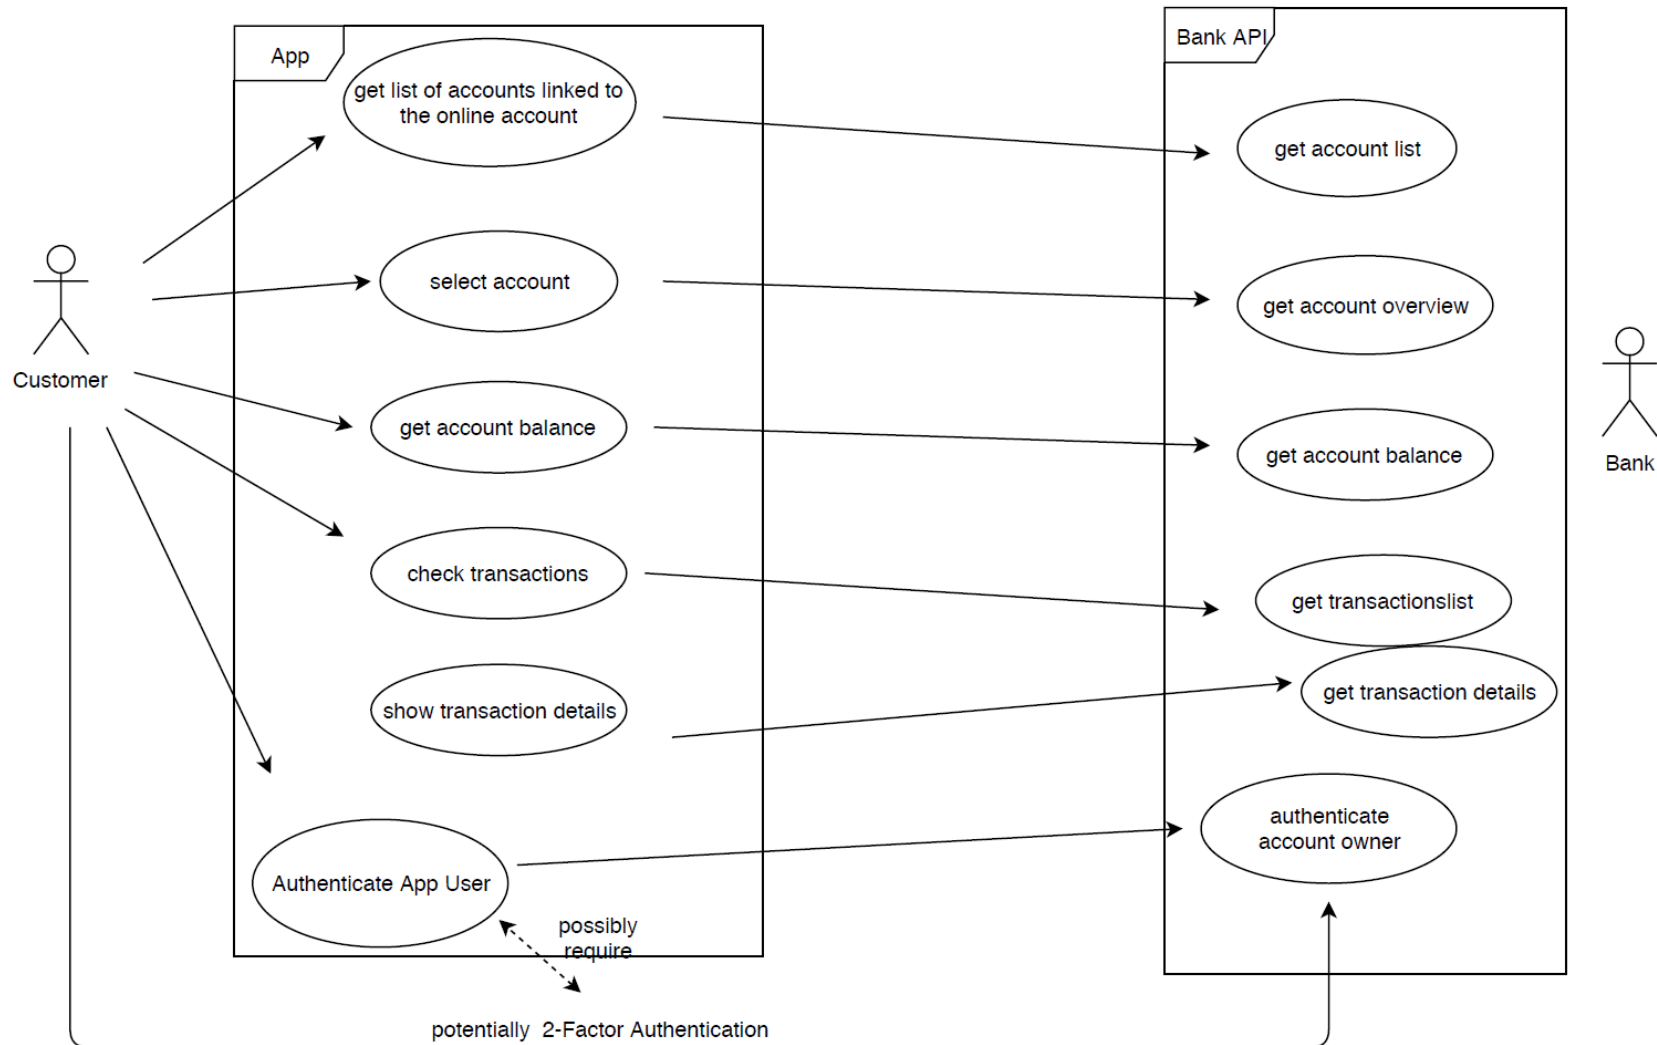 App
get list of accounts linked to
the online account
select account
get account balance
check transactions
show transaction details
Authenticate App User
possibly
require
potentially 2-Factor Authentication
Customer
Bank API
get account list
get account overview
get account balance
get transactionslist
get transaction details
authenticate
account owner
Bank